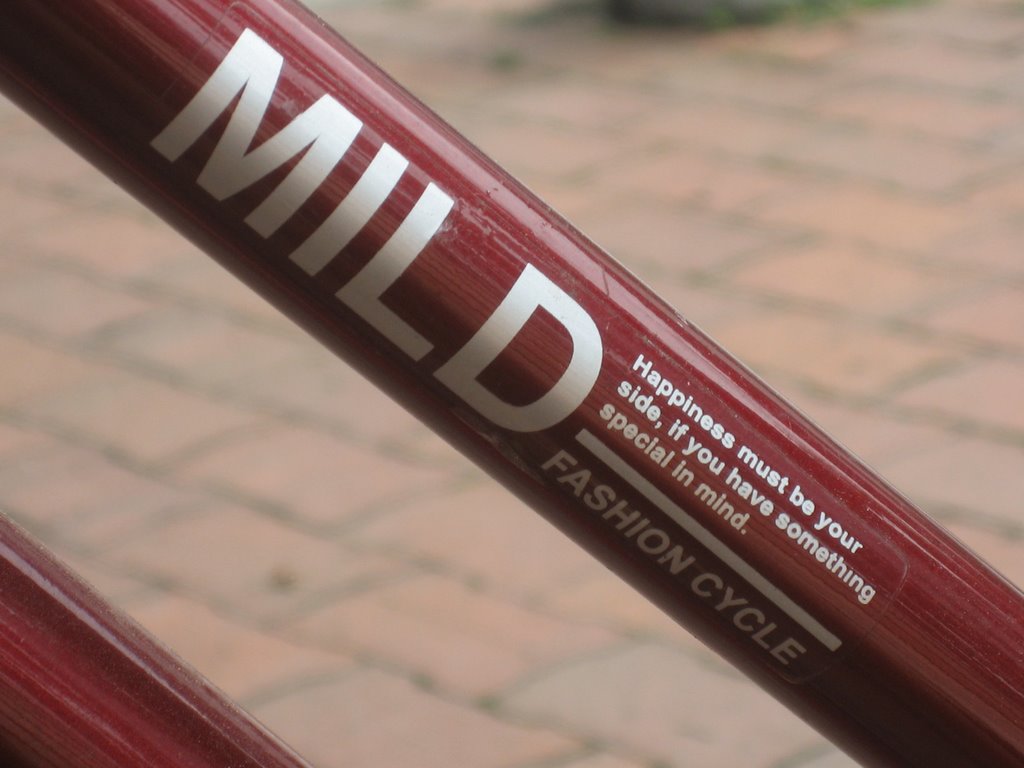 MILD
Happiness must be your
side, if you have something
special in mind.
FASHION CYCLE